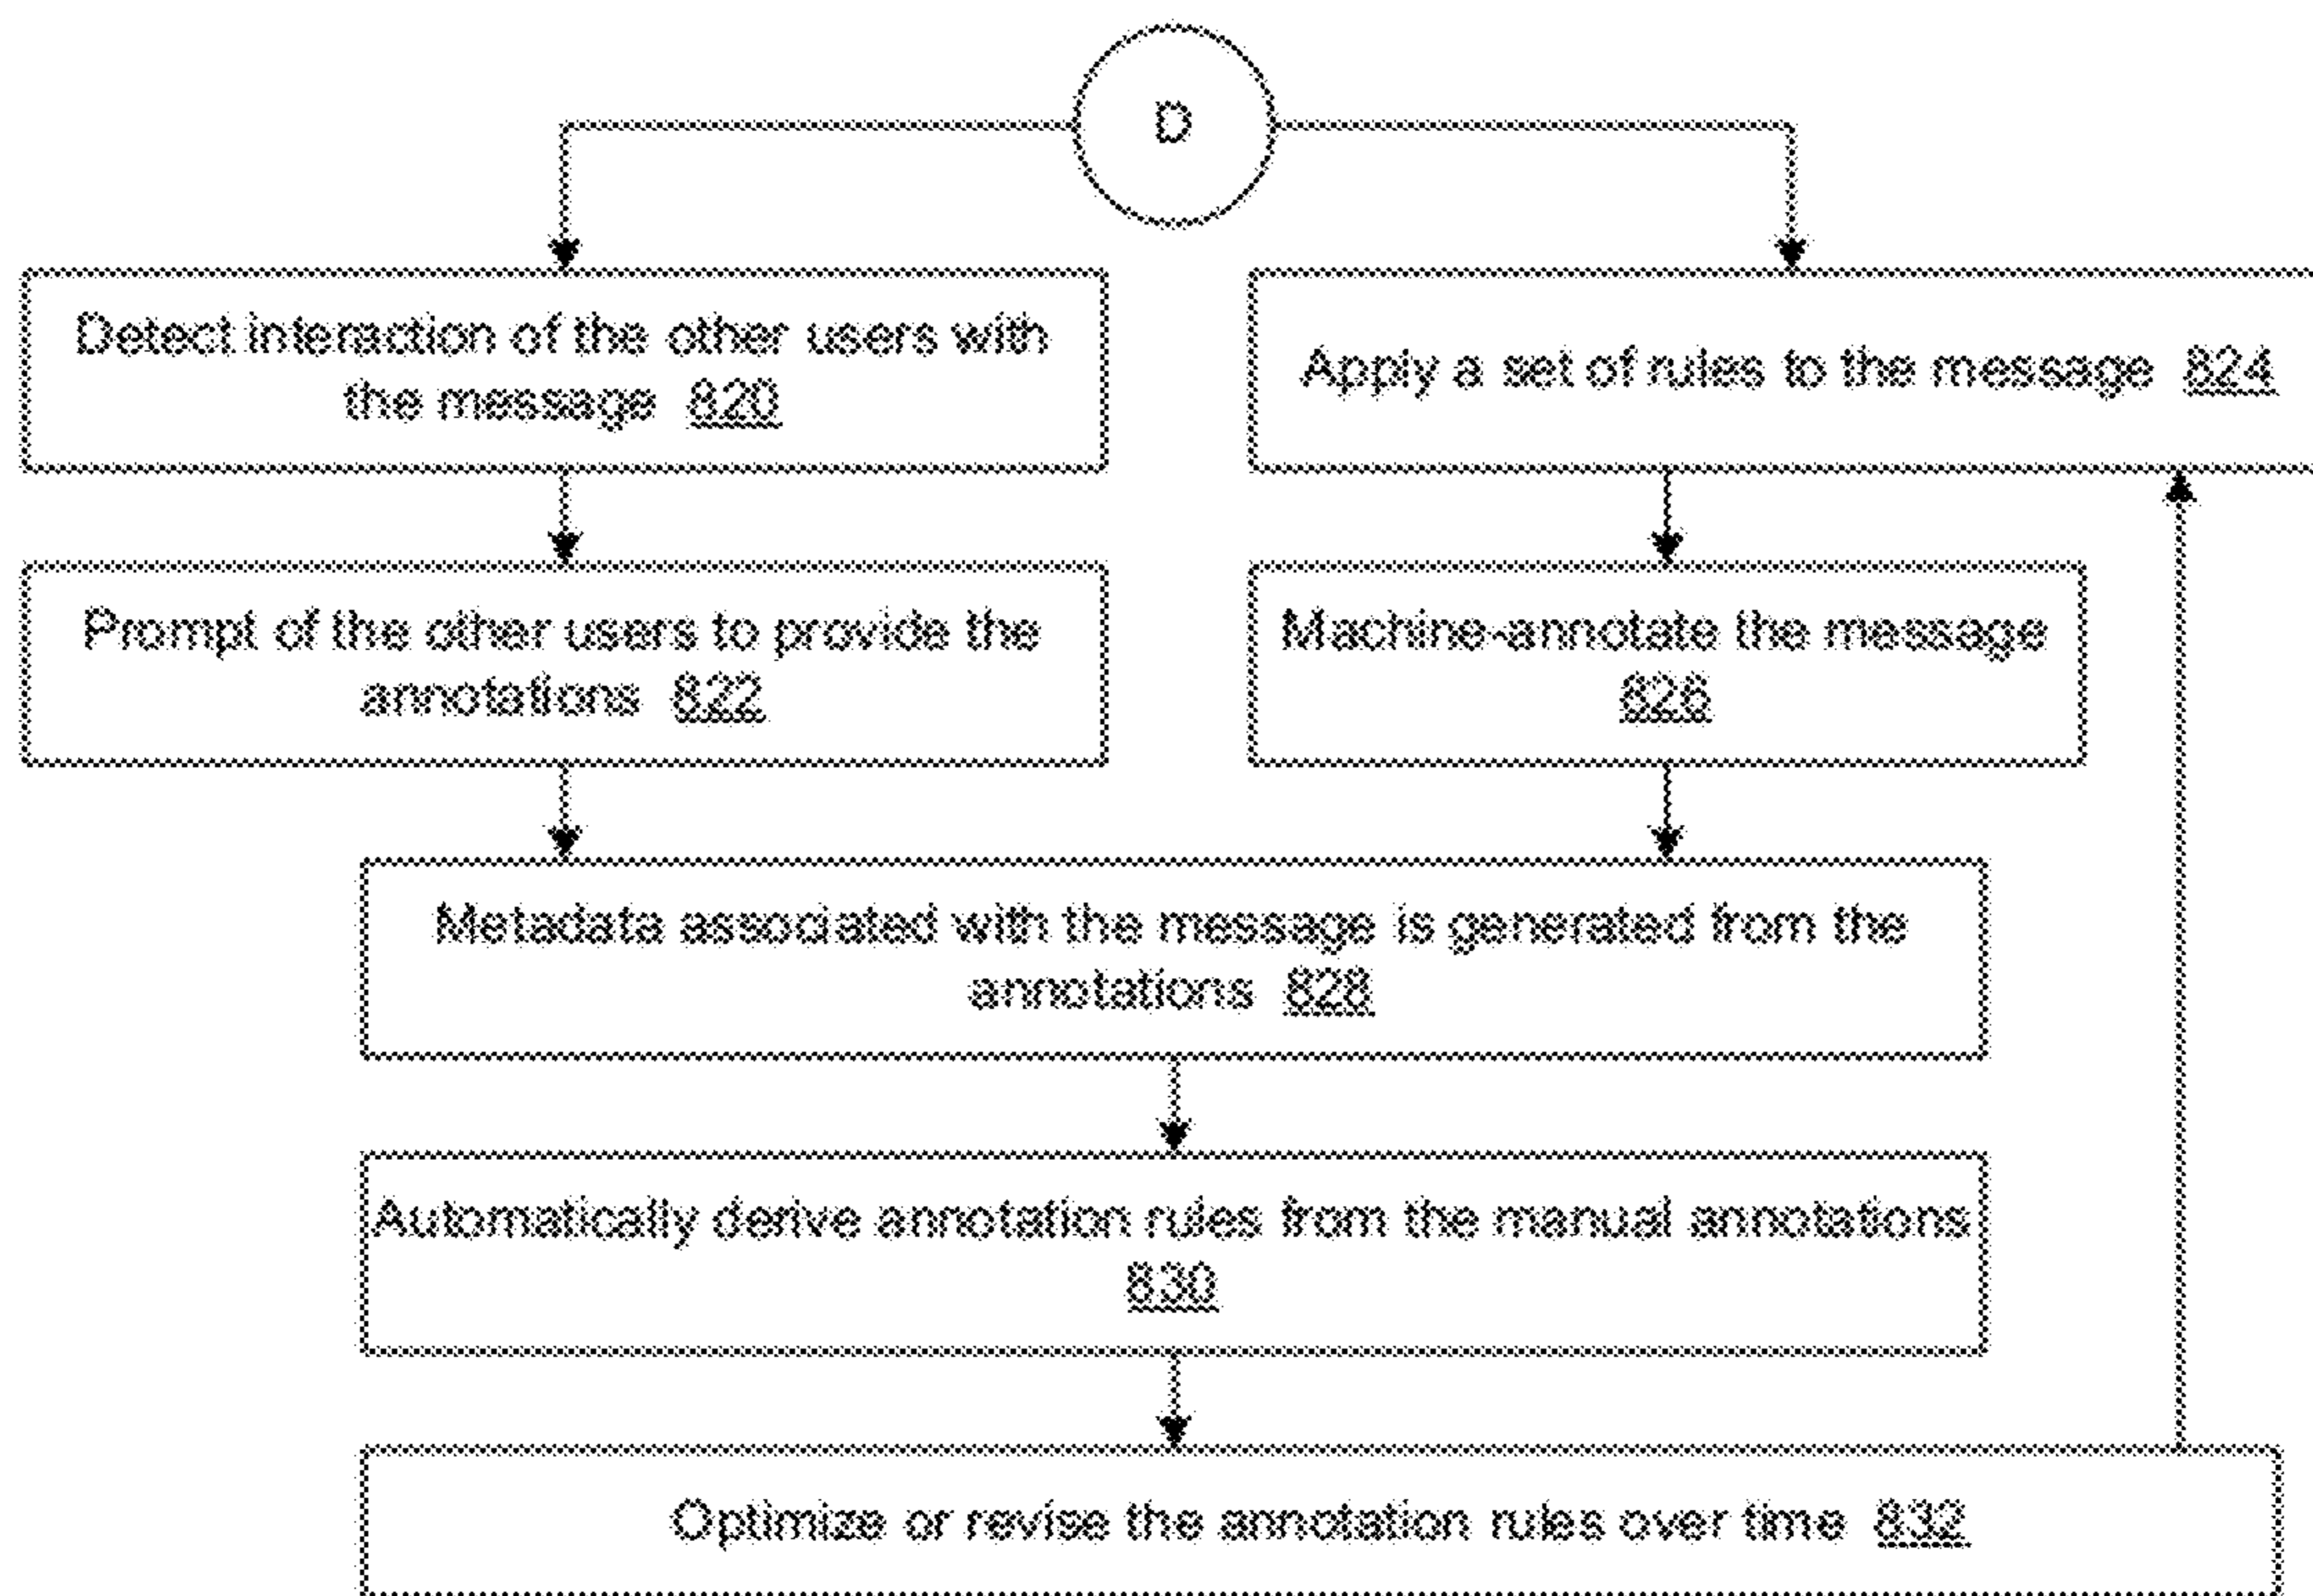 D
Detect interaction of the other users with
the message 820
Apply a set of rules to the message 824
Prompt of the other users to provide the
annotations 822
Machine-annotate the message
826
Metadata associated with the message is generated from the
annotations 828
Automatically derive annotation rules from the manual annotations
830
Optimize or revise the annotation rules over time 832